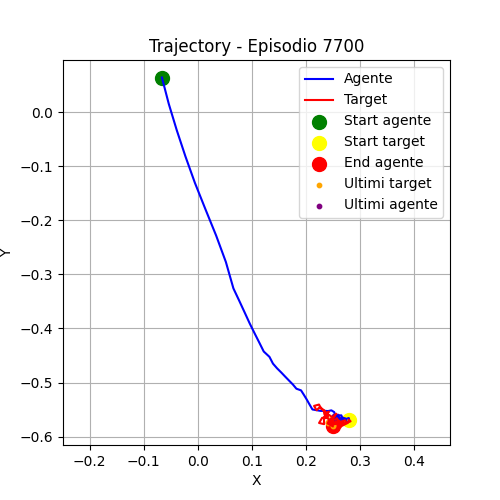 Trajectory - Episodio 7700
Agente
Target
Start agente
Start target
End agente
Ultimi target
Ultimi agente
0.0
−0.1
−0.2
−0.3
−0.4
−0.5
−0.6
Y
−0.2
−0.1
0.0
0.1
0.2
0.3
0.4
X